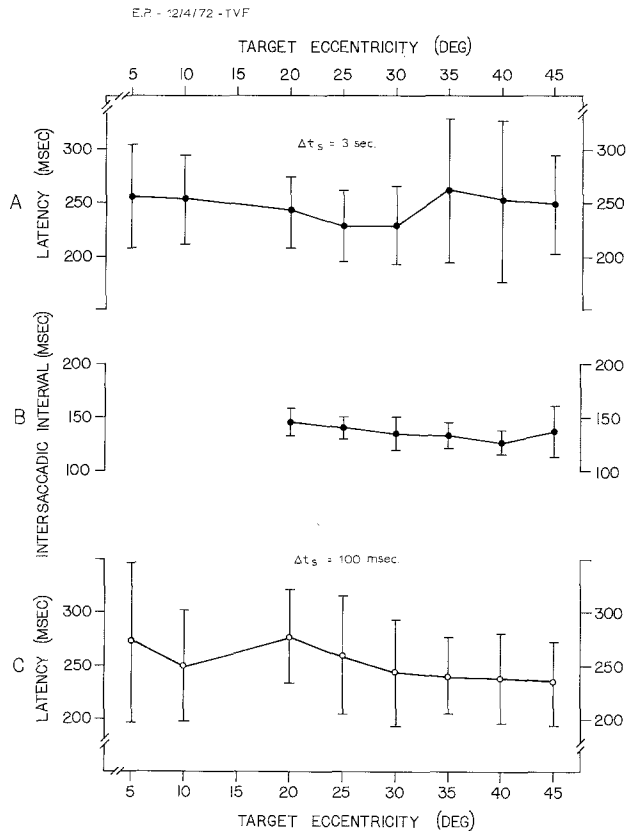 E.P. - 12/4/72 - TVF
TARGET ECCENTRICITY (DEG)
5 10 15 20 25 30 35 40 45
A
LATENCY (MSEC)
300
250
200
Δts = 3 sec.
300
250
200
B
INTERSACCADIC INTERVAL (MSEC)
200
150
100
200
150
100
C
LATENCY (MSEC)
300
250
200
Δts = 100 msec.
300
250
200
5 10 15 20 25 30 35 40 45
TARGET ECCENTRICITY (DEG)